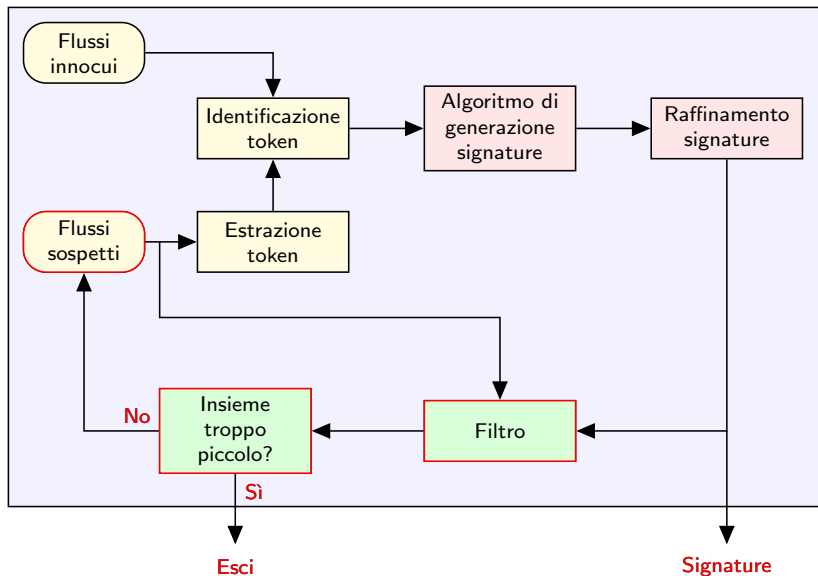 Flussi
innocui
Identificazione
token
Algoritmo di
generazione
signature
Raffinamento
signature
Flussi
sospetti
Estrazione
token
No
Insieme
troppo
piccolo?
Filtro
Sì
Esci
Signature